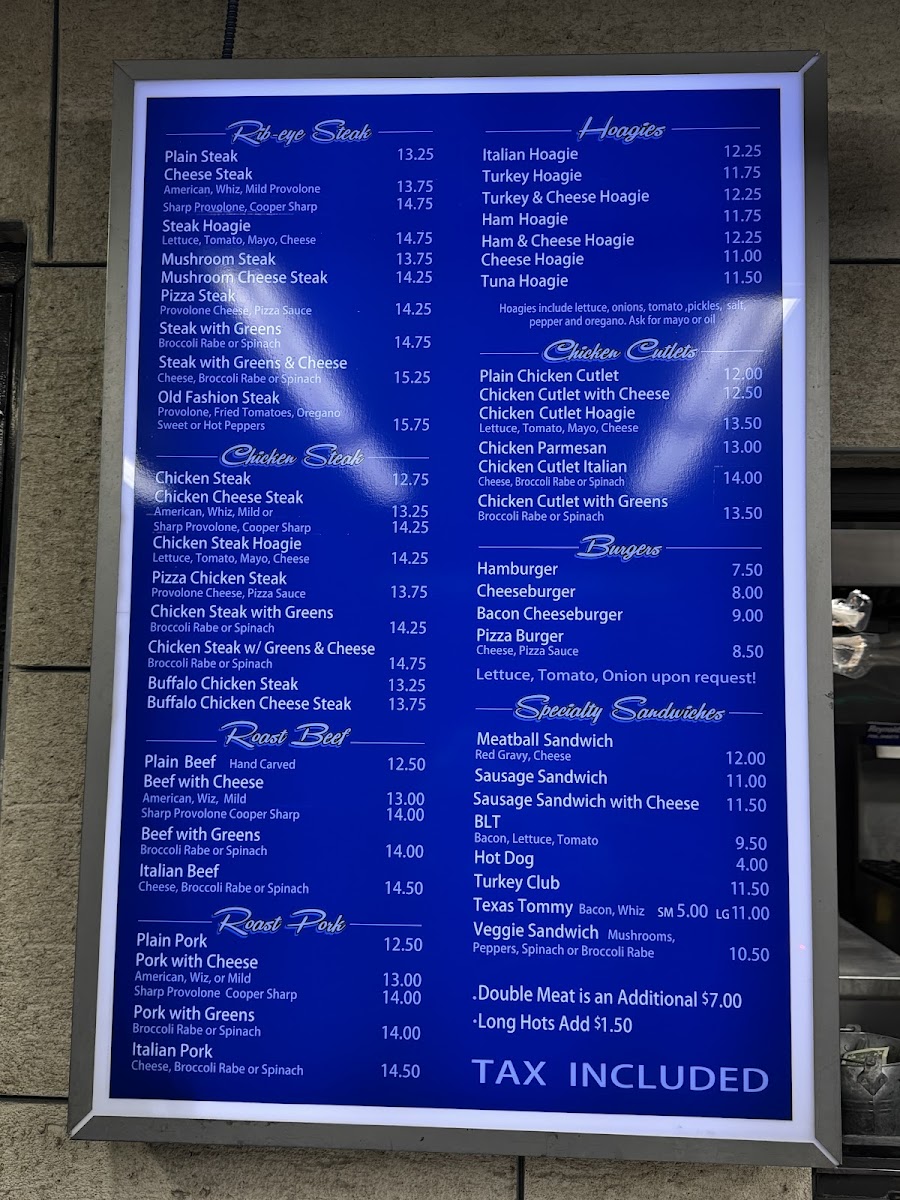 Rib-eye Steak
Plain Steak 13.25
Cheese Steak
American, Whiz, Mild Provolone 13.75
Sharp Provolone, Cooper Sharp 14.75
Steak Hoagie
Lettuce, Tomato, Mayo, Cheese 14.75
Mushroom Steak 13.75
Mushroom Cheese Steak 14.25
Pizza Steak
Provolone Cheese, Pizza Sauce 14.25
Steak with Greens
Broccoli Rabe or Spinach 14.75
Steak with Greens & Cheese
Cheese, Broccoli Rabe or Spinach 15.25
Old Fashion Steak
Provolone, Fried Tomatoes, Oregano
Sweet or Hot Peppers 15.75
Chicken Steak
Chicken Steak 12.75
Chicken Cheese Steak
American, Whiz, Mild or 13.25
Sharp Provolone, Cooper Sharp 14.25
Chicken Steak Hoagie
Lettuce, Tomato, Mayo, Cheese 14.25
Pizza Chicken Steak
Provolone Cheese, Pizza Sauce 13.75
Chicken Steak with Greens
Broccoli Rabe or Spinach 14.25
Chicken Steak w/ Greens & Cheese
Broccoli Rabe or Spinach 14.75
Buffalo Chicken Steak 13.25
Buffalo Chicken Cheese Steak 13.75
Roast Beef
Plain Beef Hand Carved 12.50
Beef with Cheese
American, Wiz, Mild 13.00
Sharp Provolone Cooper Sharp 14.00
Beef with Greens
Broccoli Rabe or Spinach 14.00
Italian Beef
Cheese, Broccoli Rabe or Spinach 14.50
Roast Pork
Plain Pork 12.50
Pork with Cheese
American, Wiz, or Mild 13.00
Sharp Provolone Cooper Sharp 14.00
Pork with Greens
Broccoli Rabe or Spinach 14.00
Italian Pork
Cheese, Broccoli Rabe or Spinach 14.50
Hoagies
Italian Hoagie 12.25
Turkey Hoagie 11.75
Turkey & Cheese Hoagie 12.25
Ham Hoagie 11.75
Ham & Cheese Hoagie 12.25
Cheese Hoagie 11.00
Tuna Hoagie 11.50
Hoagies include lettuce, onions, tomato ,pickles, salt,
pepper and oregano. Ask for mayo or oil
Chicken Cutlets
Plain Chicken Cutlet 12.00
Chicken Cutlet with Cheese 12.50
Chicken Cutlet Hoagie
Lettuce, Tomato, Mayo, Cheese 13.50
Chicken Parmesan 13.00
Chicken Cutlet Italian
Cheese, Broccoli Rabe or Spinach 14.00
Chicken Cutlet with Greens
Broccoli Rabe or Spinach 13.50
Burgers
Hamburger 7.50
Cheeseburger 8.00
Bacon Cheeseburger 9.00
Pizza Burger
Cheese, Pizza Sauce 8.50
Lettuce, Tomato, Onion upon request!
Specialty Sandwiches
Meatball Sandwich
Red Gravy, Cheese 12.00
Sausage Sandwich 11.00
Sausage Sandwich with Cheese 11.50
BLT
Bacon, Lettuce, Tomato 9.50
Hot Dog 4.00
Turkey Club 11.50
Texas Tommy Bacon, Whiz SM 5.00 LG 11.00
Veggie Sandwich Mushrooms,
Peppers, Spinach or Broccoli Rabe 10.50
.Double Meat is an Additional $7.00
·Long Hots Add $1.50
TAX INCLUDED